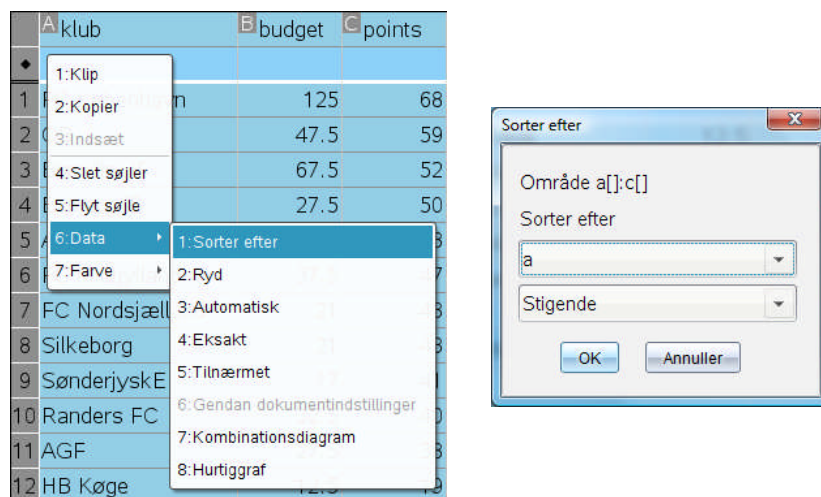 A klub B budget C points
1:Klip
1 125 68
2:Kopier
2 47.5 59
3:Indsæt
3 67.5 52
4:Slet søjler
4 27.5 50
5:Flyt søjle
5
6:Data
1:Sorter efter
6
7:Farve
2:Ryd
7 FC Nordsjæll
3:Automatisk
8 Silkeborg
4:Eksakt
9 SønderjyskE
5:Tilnærmet
10 Randers FC
6:Gendan dokumentindstillinger
11 AGF
7:Kombinationsdiagram
8:Hurtiggraf
12 HB Køge
Sorter efter
Område a[]:c[]
Sorter efter
a
Stigende
OK Annuller